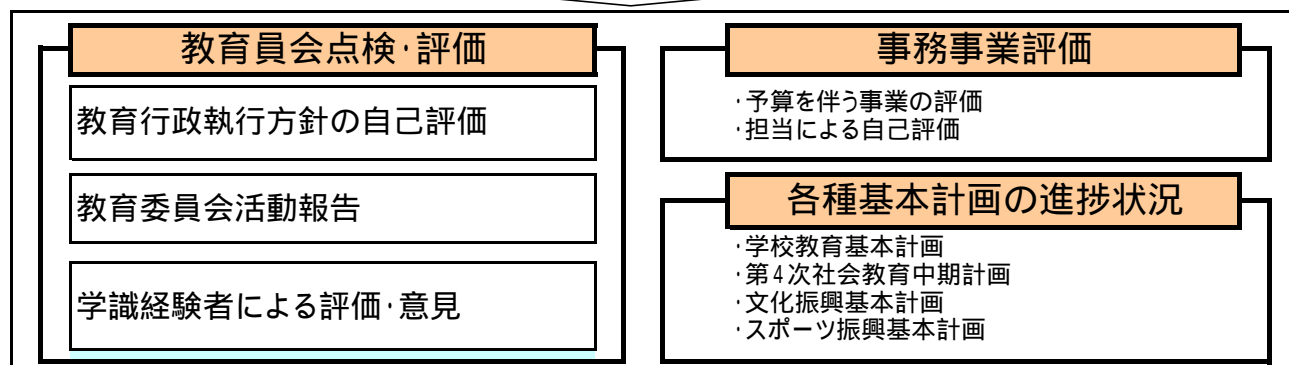 教育員会点検･評価
教育行政執行方針の自己評価
教育委員会活動報告
学識経験者による評価･意見
事務事業評価
･予算を伴う事業の評価
･担当による自己評価
各種基本計画の進捗状況
･学校教育基本計画
･第4次社会教育中期計画
･文化振興基本計画
･スポーツ振興基本計画